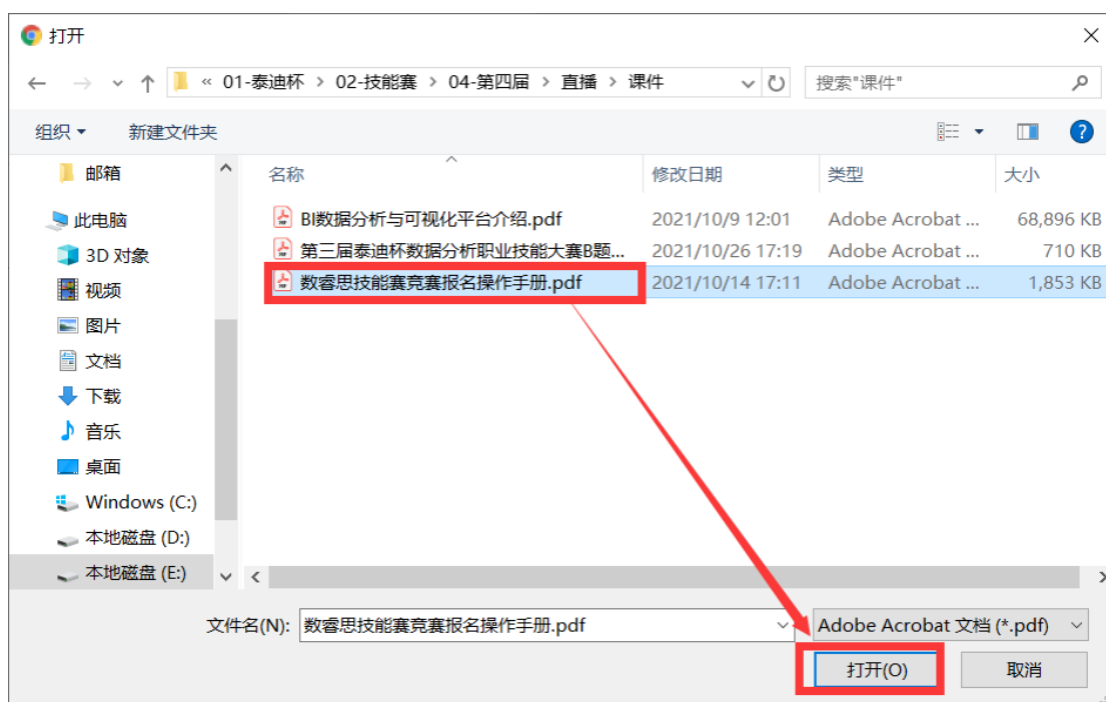 打开
« 01-泰迪杯 > 02-技能赛 > 04-第四届 > 直播 > 课件
搜索"课件"
组织
新建文件夹
邮箱
此电脑
3D 对象
视频
图片
文档
下载
音乐
桌面
Windows (C:)
本地磁盘 (D:)
本地磁盘 (E:)
名称 修改日期 类型 大小
BI数据分析与可视化平台介绍.pdf 2021/10/9 12:01 Adobe Acrobat ... 68,896 KB
第三届泰迪杯数据分析职业技能大赛B题... 2021/10/26 17:19 Adobe Acrobat ... 710 KB
数睿思技能赛竞赛报名操作手册.pdf 2021/10/14 17:11 Adobe Acrobat ... 1,853 KB
文件名(N): 数睿思技能赛竞赛报名操作手册.pdf Adobe Acrobat 文档 (*.pdf)
打开(O) 取消